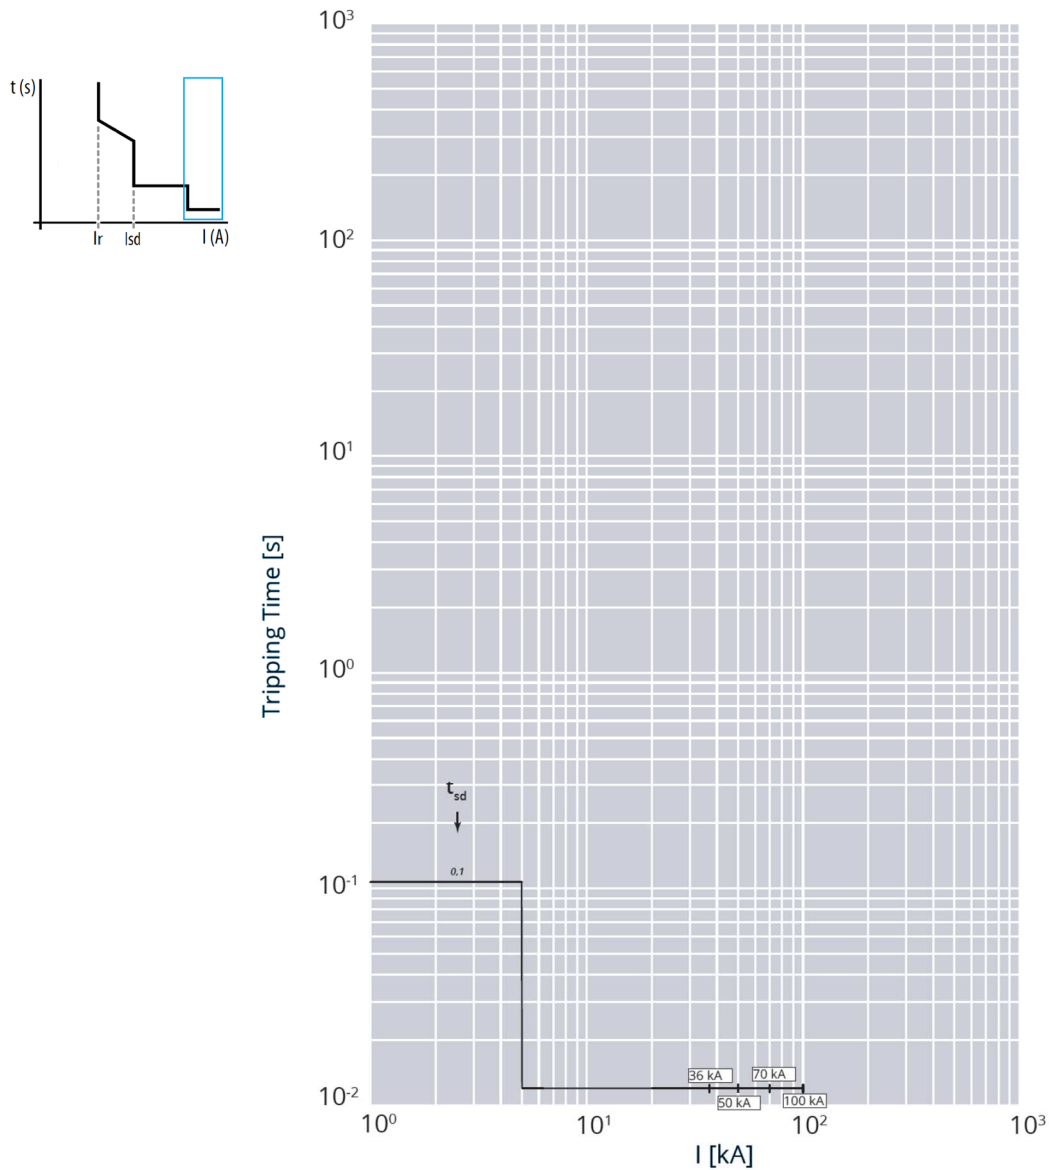 t (s)
Ir
Isd
I (A)
10³
10²
10¹
10⁰
10⁻¹
10⁻²
Tripping Time [s]
t_sd
0,1
36 kA
70 kA
50 kA
100 kA
10⁰
10¹
10²
10³
I [kA]